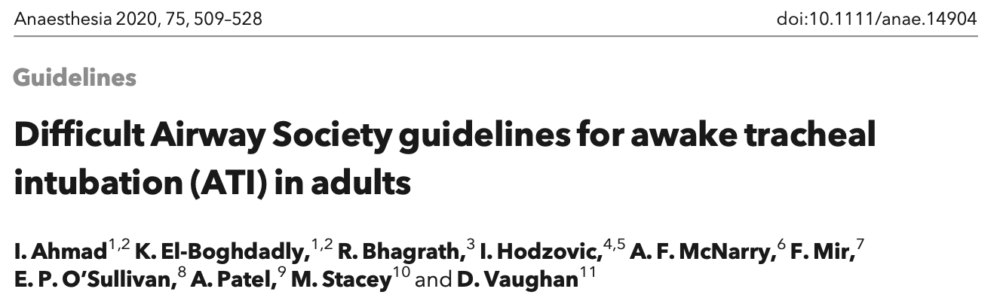 Anaesthesia 2020, 75, 509–528 doi:10.1111/anae.14904
Guidelines
Difficult Airway Society guidelines for awake tracheal
intubation (ATI) in adults
I. Ahmad1,2 K. El-Boghdadly,1,2 R. Bhagrath,3 I. Hodzovic,4,5 A. F. McNarry,6 F. Mir,7
E. P. O’Sullivan,8 A. Patel,9 M. Stacey10 and D. Vaughan11